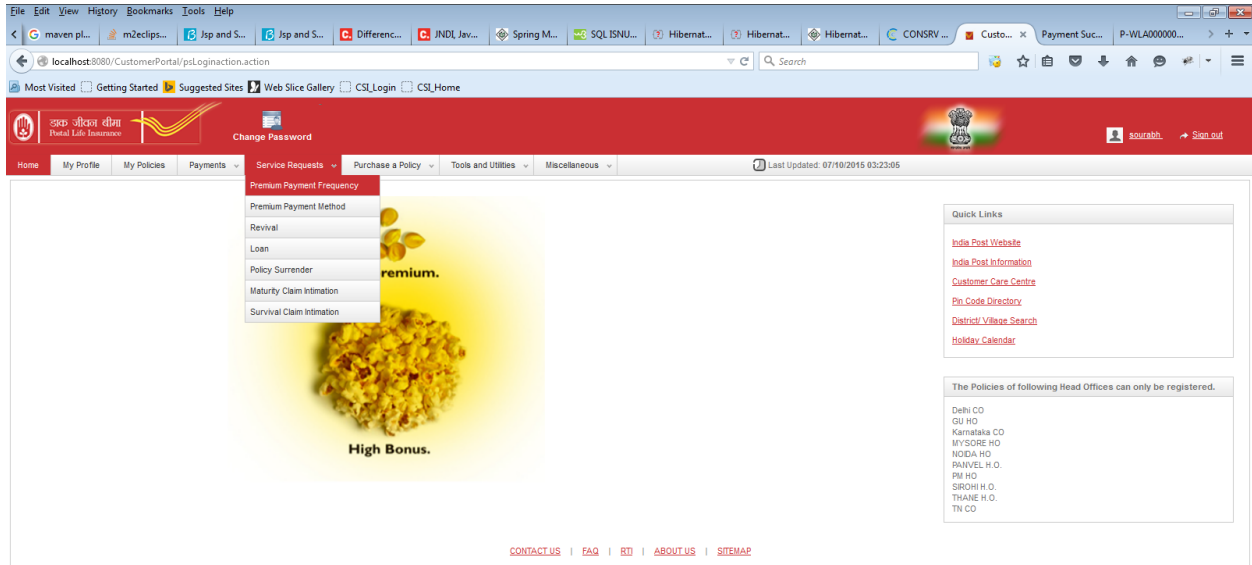 File Edit View History Bookmarks Tools Help
maven pl... m2eclips... Jsp and S... Jsp and S... Differenc... JNDI, Jav... Spring M... SQL ISNU... Hibernat... Hibernat... Hibernat... CONSRV ... Custo... Payment Suc... P-WLA000000...
localhost:8080/CustomerPortal/psLoginaction.action Search
Most Visited Getting Started Suggested Sites Web Slice Gallery CSI_Login CSI_Home
डाक जीवन बीमा
Postal Life Insurance
Change Password
sourabh Sign out
Home My Profile My Policies Payments Service Requests Purchase a Policy Tools and Utilities Miscellaneous Last Updated: 07/10/2015 03:23:05
Premium Payment Frequency
Premium Payment Method
Revival
Loan
Policy Surrender
Maturity Claim Intimation
Survival Claim Intimation
remium.
High Bonus.
Quick Links
India Post Website
India Post Information
Customer Care Centre
Pin Code Directory
District/ Village Search
Holiday Calendar
The Policies of following Head Offices can only be registered.
Delhi CO
GU HO
Karnataka CO
MYSORE HO
NOIDA HO
PANVEL H.O.
PM HO
SIROHI H.O.
THANE H.O.
TN CO
CONTACT US | FAQ | RTI | ABOUT US | SITEMAP